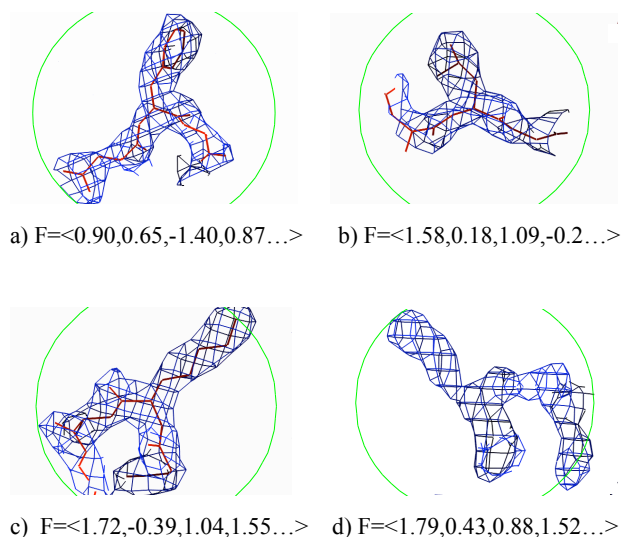 a) F=<0.90,0.65,-1.40,0.87…>
b) F=<1.58,0.18,1.09,-0.2…>
c) F=<1.72,-0.39,1.04,1.55…>
d) F=<1.79,0.43,0.88,1.52…>